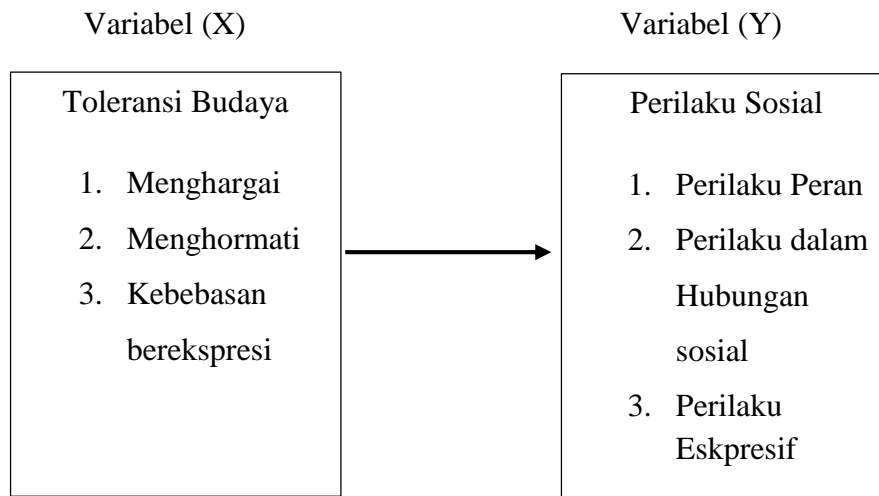 Variabel (X)
Variabel (Y)
Toleransi Budaya
1. Menghargai
2. Menghormati
3. Kebebasan
berekspresi
Perilaku Sosial
1. Perilaku Peran
2. Perilaku dalam
Hubungan
sosial
3. Perilaku
Eskpresif